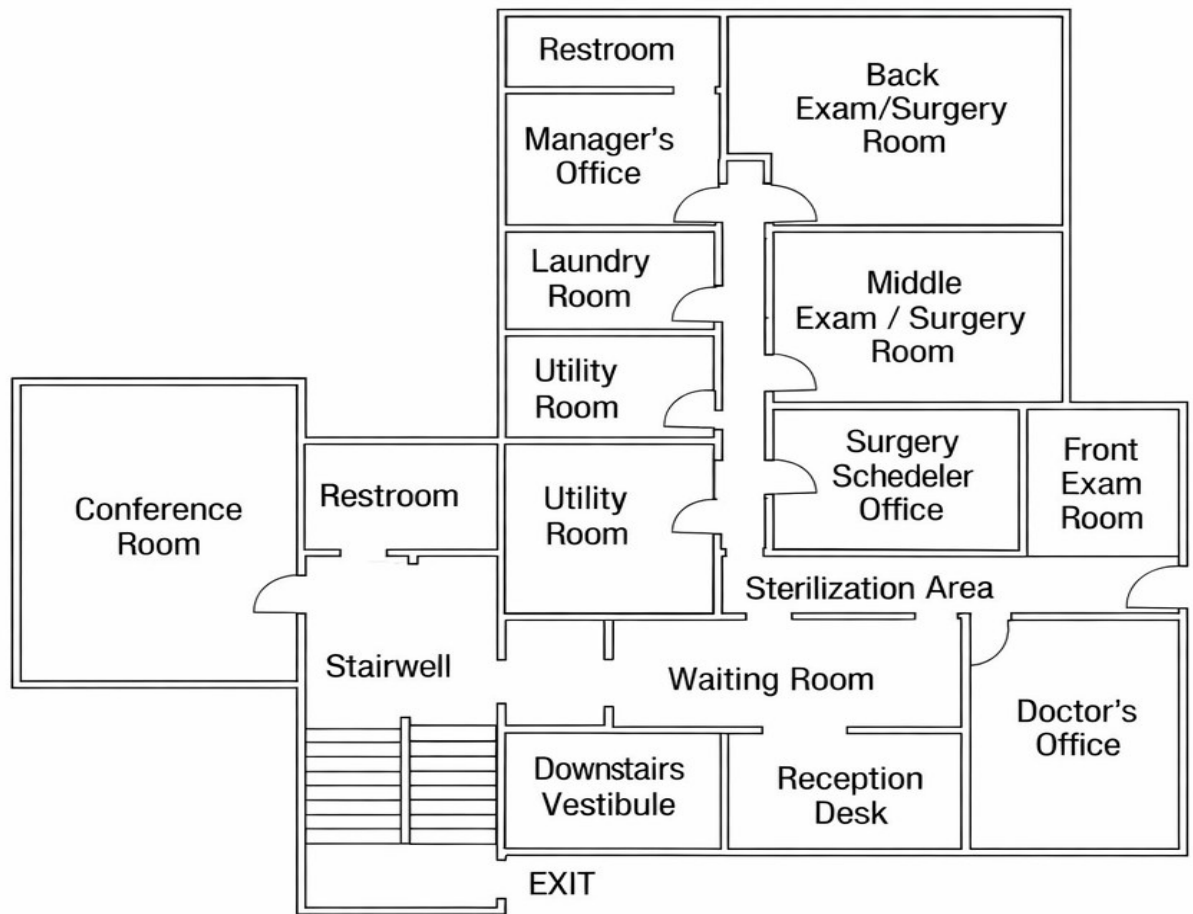 Restroom
Back
Exam/Surgery
Room
Manager's
Office
Laundry
Room
Middle
Exam / Surgery
Room
Utility
Room
Surgery
Schedeler
Office
Front
Exam
Room
Conference
Room
Restroom
Utility
Room
Sterilization Area
Stairwell
Waiting Room
Doctor's
Office
Downstairs
Vestibule
Reception
Desk
EXIT